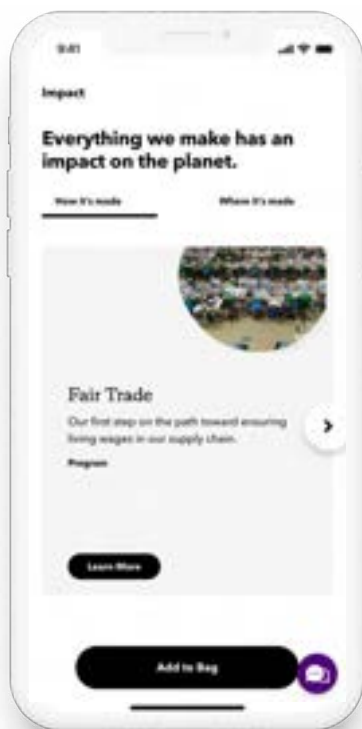 9:41
Impact
Everything we make has an
impact on the planet.
How it's made Where it's made
Fair Trade
Our first step on the path toward ensuring
living wages in our supply chain.
Program
Learn More
Add to Bag